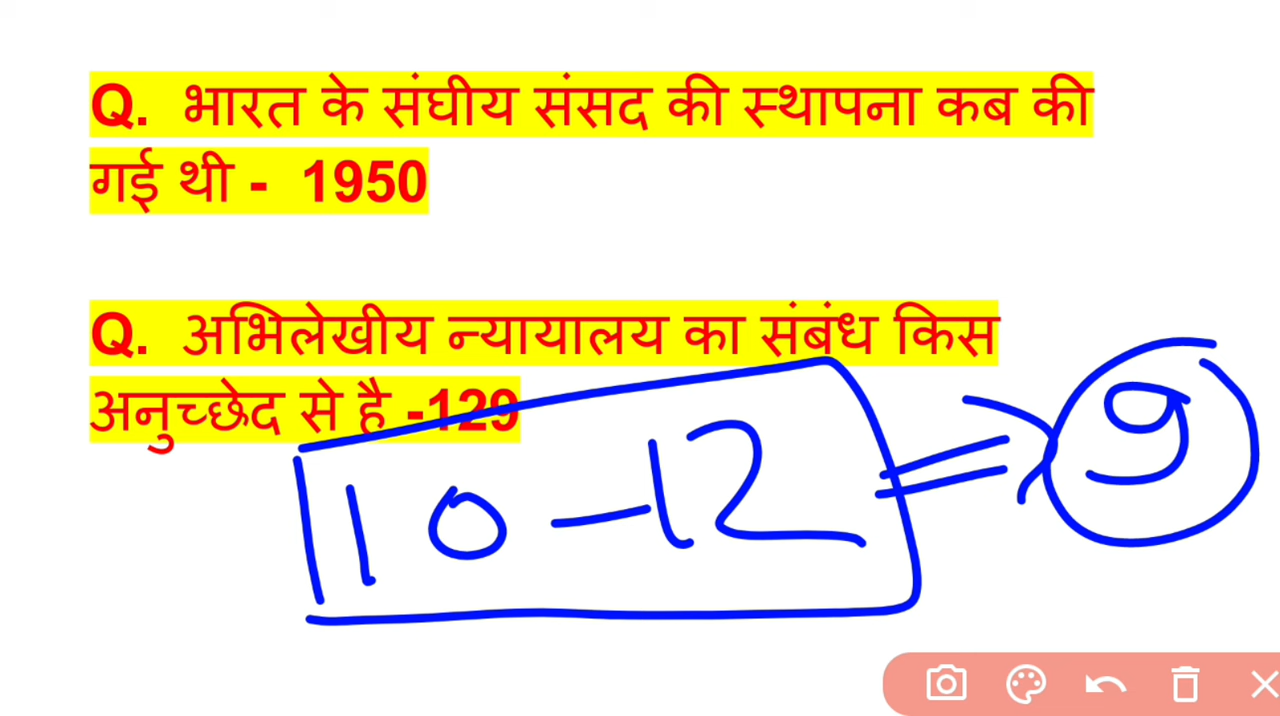 Q. भारत के संघीय संसद की स्थापना कब की
गई थी - 1950
Q. अभिलेखीय न्यायालय का संबंध किस
अनुच्छेद से है -129
10-12 => 9